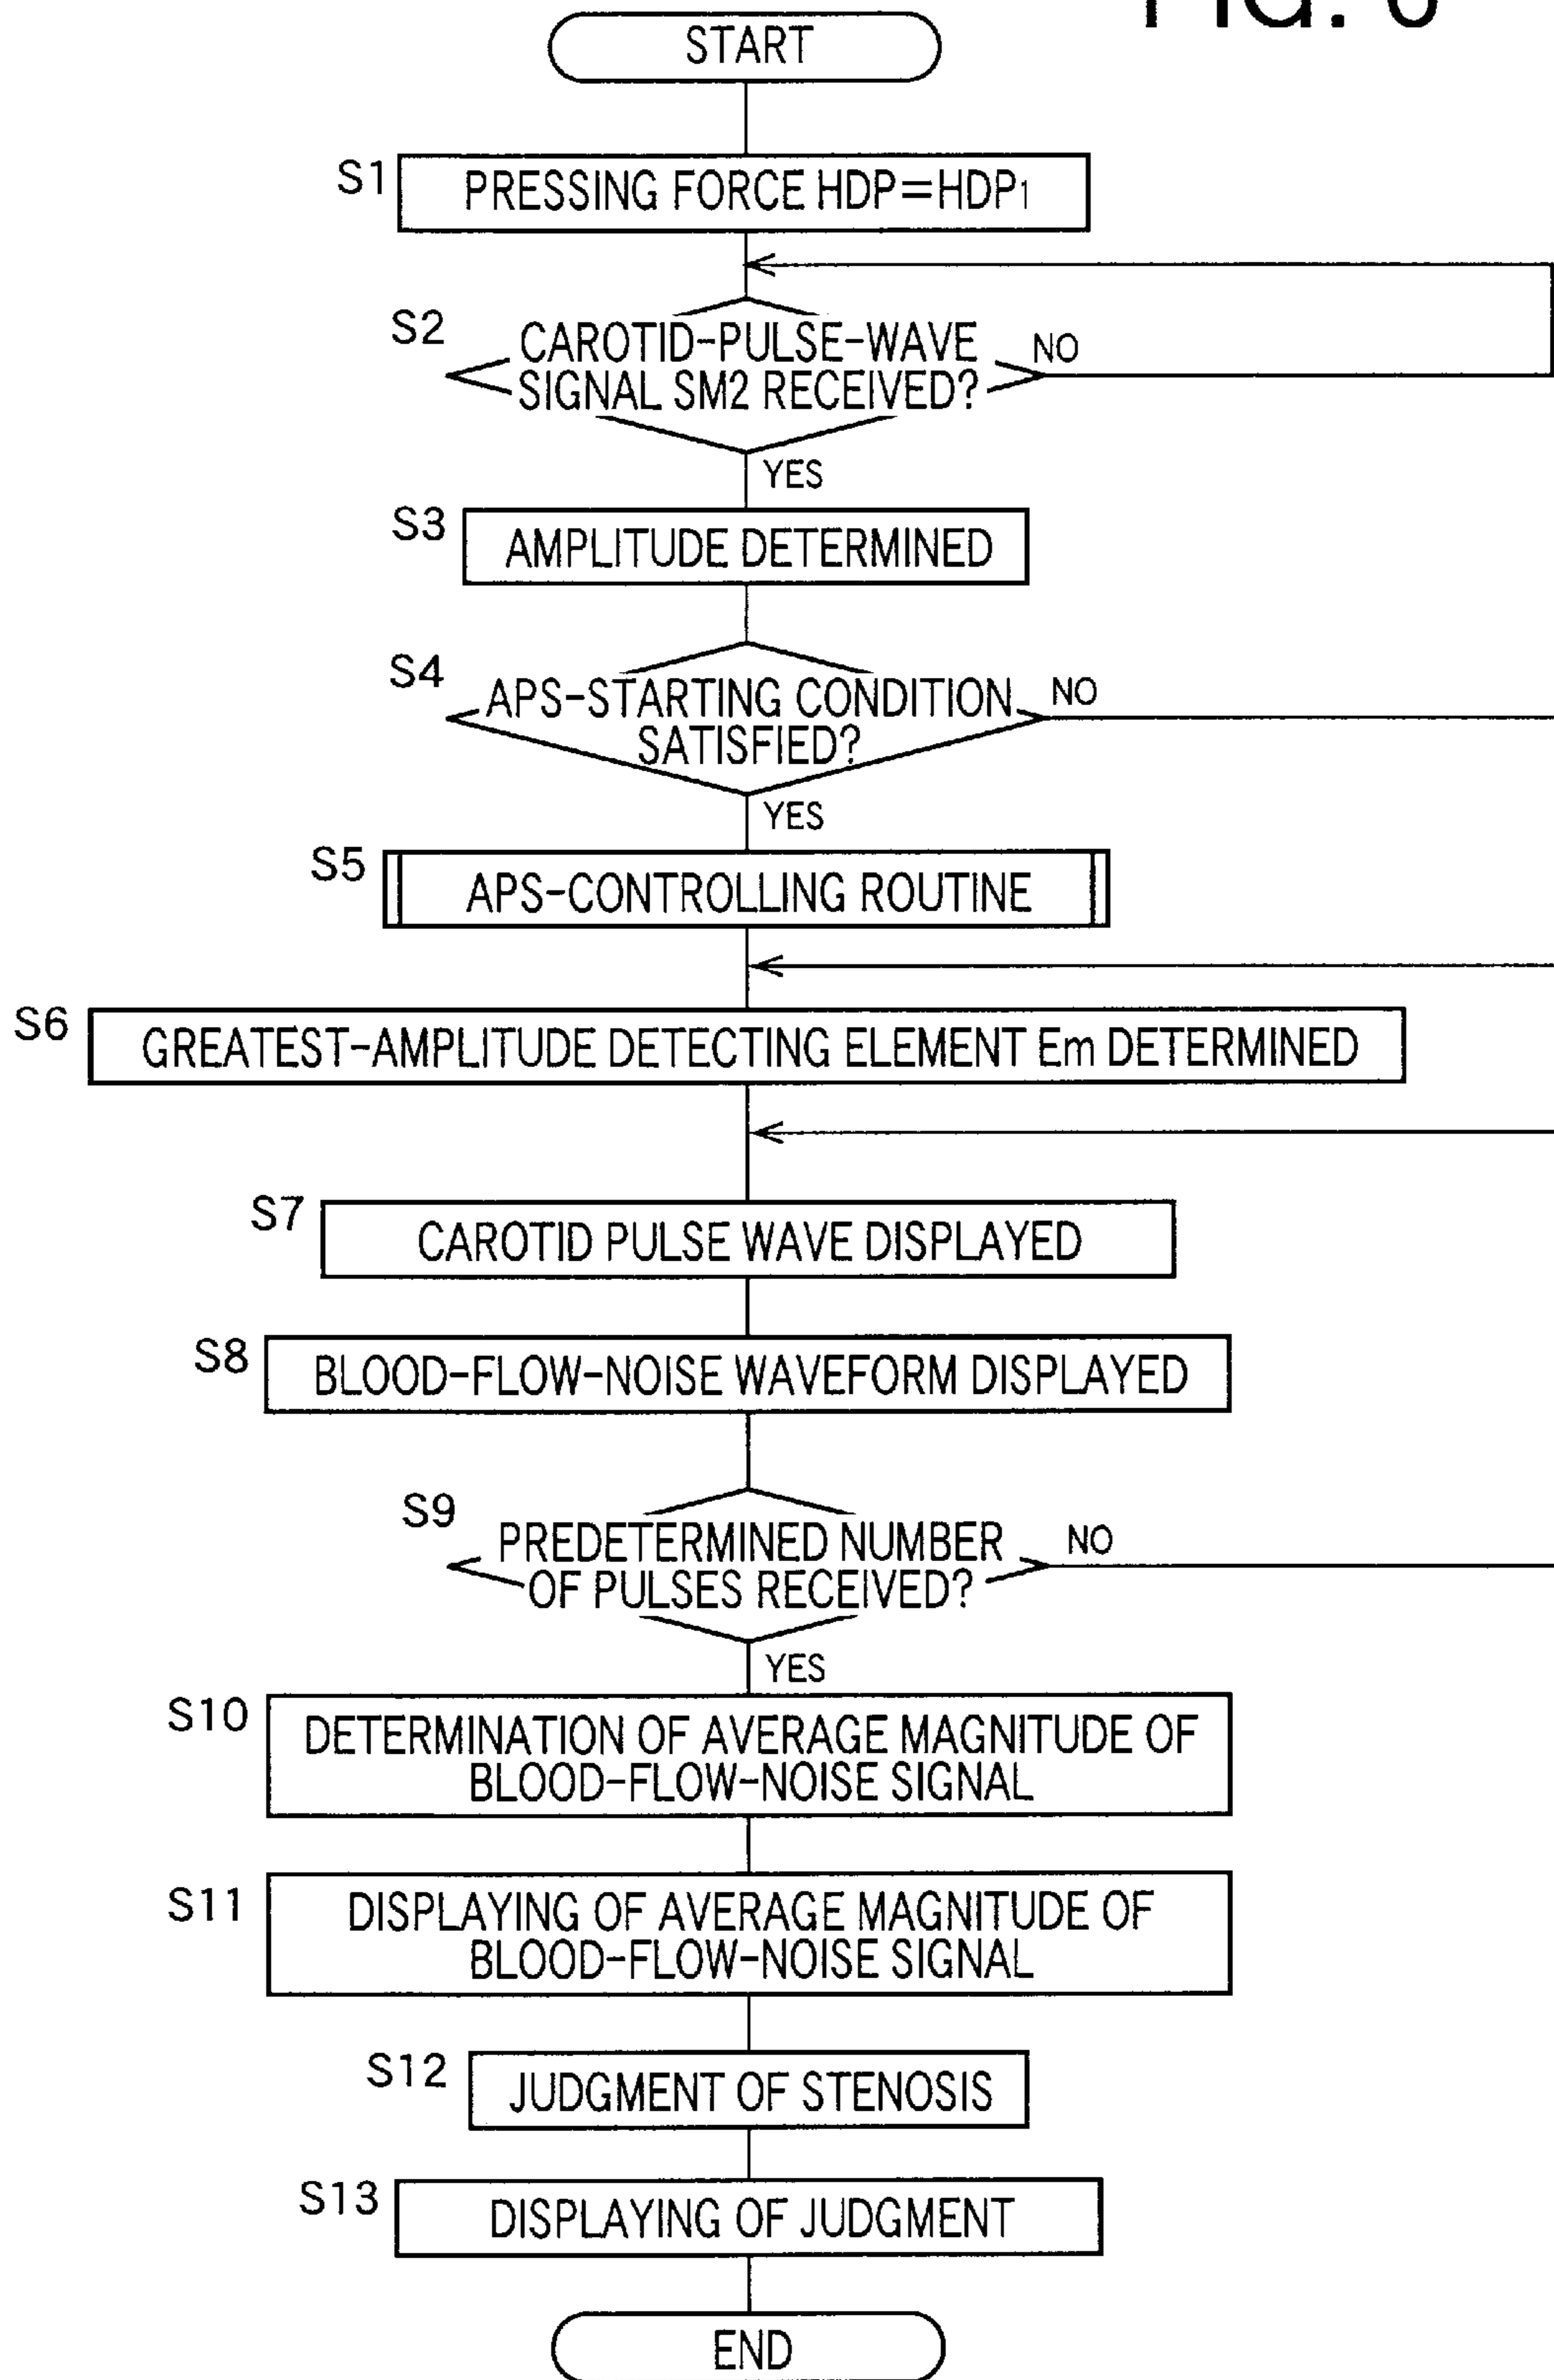 START
S1
PRESSING FORCE HDP=HDP1
S2
CAROTID-PULSE-WAVE
SIGNAL SM2 RECEIVED?
NO
YES
S3
AMPLITUDE DETERMINED
S4
APS-STARTING CONDITION
SATISFIED?
NO
YES
S5
APS-CONTROLLING ROUTINE
S6
GREATEST-AMPLITUDE DETECTING ELEMENT Em DETERMINED
S7
CAROTID PULSE WAVE DISPLAYED
S8
BLOOD-FLOW-NOISE WAVEFORM DISPLAYED
S9
PREDETERMINED NUMBER
OF PULSES RECEIVED?
NO
YES
S10
DETERMINATION OF AVERAGE MAGNITUDE OF
BLOOD-FLOW-NOISE SIGNAL
S11
DISPLAYING OF AVERAGE MAGNITUDE OF
BLOOD-FLOW-NOISE SIGNAL
S12
JUDGMENT OF STENOSIS
S13
DISPLAYING OF JUDGMENT
END